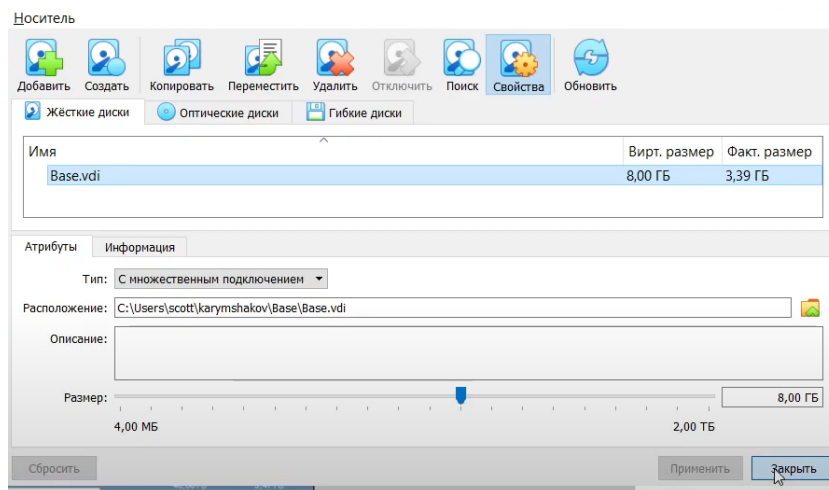 Носитель
Добавить Создать Копировать Переместить Удалить Отключить Поиск Свойства Обновить
Жёсткие диски Оптические диски Гибкие диски
Имя Вирт. размер Факт. размер
Base.vdi 8,00 ГБ 3,39 ГБ
Атрибуты Информация
Тип: С множественным подключением
Расположение: C:\Users\scott\karymshakov\Base\Base.vdi
Описание:
Размер: 8,00 ГБ
4,00 МБ 2,00 ТБ
Сбросить Применить Закрыть